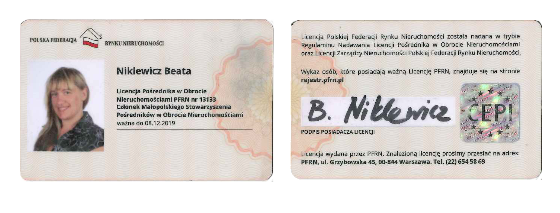 POLSKA FEDERACJA RYNKU NIERUCHOMOŚCI
Nikiewicz Beata
Licencja Pośrednika w Obrocie
Nieruchomościami PFRN nr 13133
Członek Małopolskiego Stowarzyszenia
Pośredników w Obrocie Nieruchomościami
ważna do 08.12.2019
Licencja Polskiej Federacji Rynku Nieruchomości została nadana w trybie
Regulaminu Nadawania Licencji Pośrednika w Obrocie Nieruchomościami
oraz Licencji Zarządcy Nieruchomości Polskiej Federacji Rynku Nieruchomości.
Wykaz osób, które posiadają ważną Licencję PFRN, znajduje się na stronie
rejestr.pfrn.pl
B. Nikiewicz
CEPI
PODPIS POSIADACZA LICENCJI
Licencja wydana przez PFRN. Znalezioną licencję prosimy przesłać na adres:
PFRN, ul. Grzybowska 45, 00-844 Warszawa. Tel. (22) 654 58 69